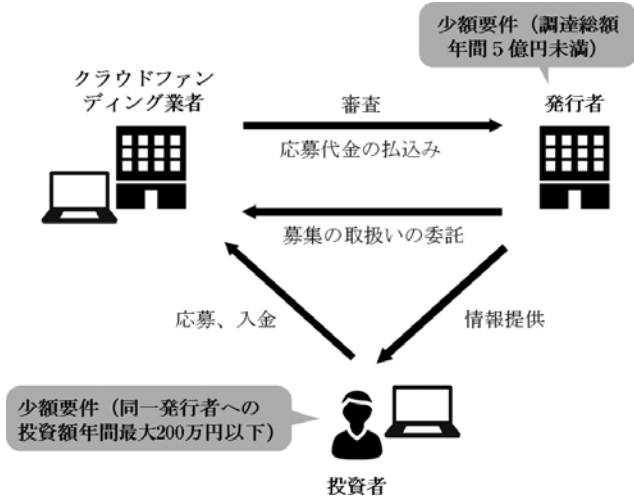 少額要件（調達総額
年間５億円未満）
クラウドファン
ディング業者
発行者
審査
応募代金の払込み
募集の取扱いの委託
応募、入金
情報提供
少額要件（同一発行者への
投資額年間最大200万円以下）
投資者